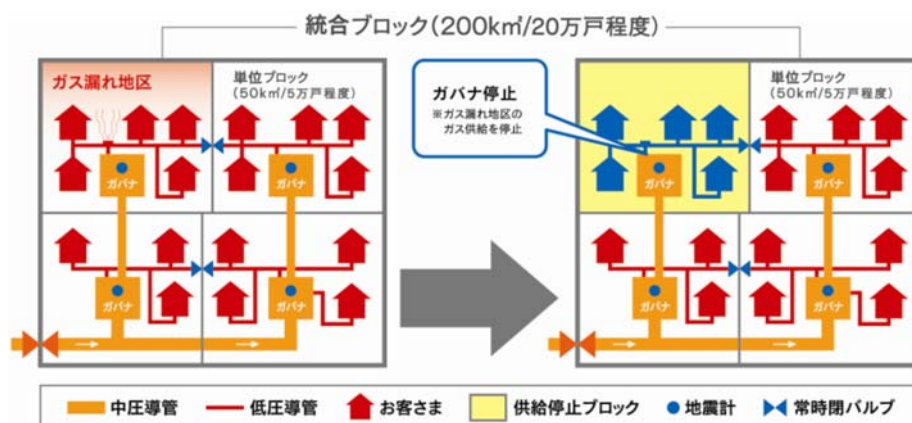 統合ブロック(200k㎡/20万戸程度)
ガス漏れ地区
単位ブロック
(50k㎡/5万戸程度)
ガバナ
ガバナ
ガバナ
ガバナ
ガバナ停止
※ガス漏れ地区の
ガス供給を停止
単位ブロック
(50k㎡/5万戸程度)
ガバナ
ガバナ
ガバナ
ガバナ
中圧導管
低圧導管
お客さま
供給停止ブロック
地震計
常時閉バルブ